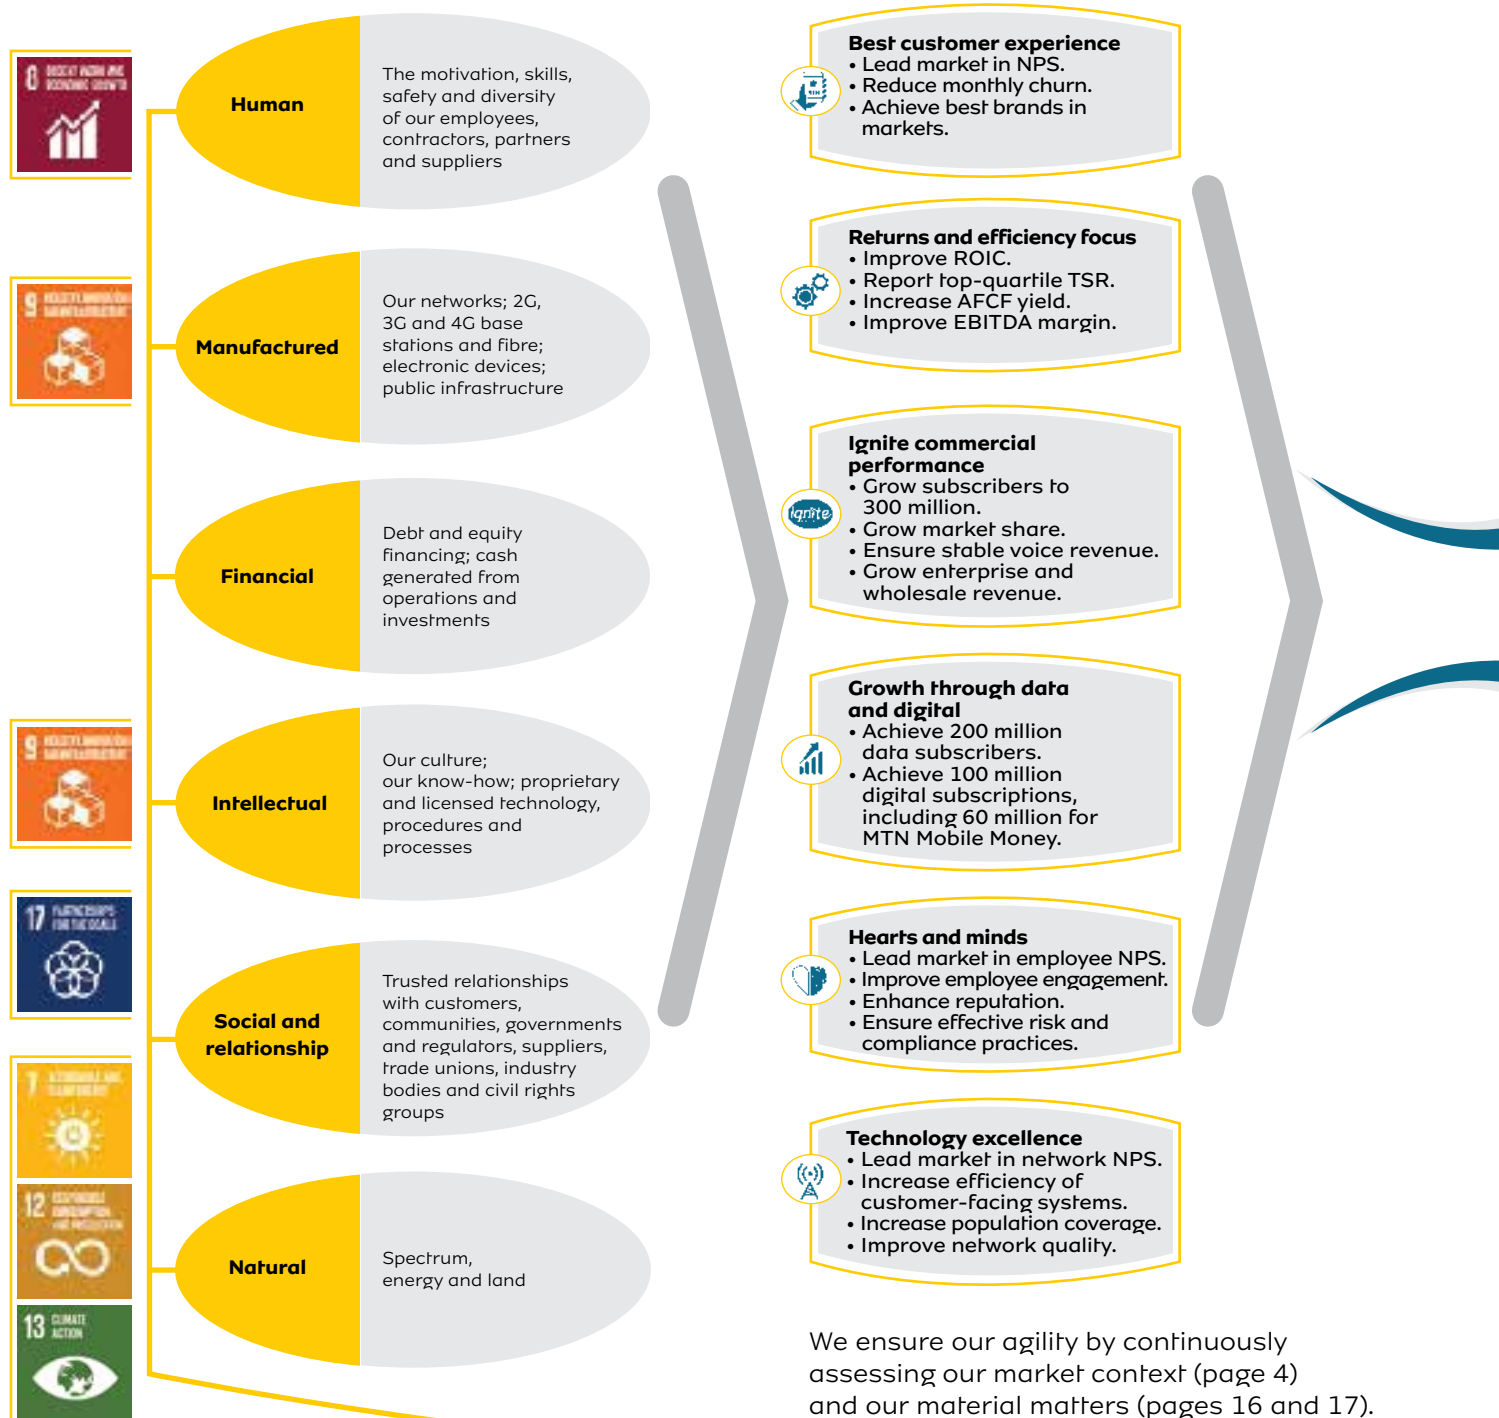 8
Human
The motivation, skills,
safety and diversity
of our employees,
contractors, partners
and suppliers
9
Manufactured
Our networks; 2G,
3G and 4G base
stations and fibre;
electronic devices;
public infrastructure
Financial
Debt and equity
financing; cash
generated from
operations and
investments
9
Intellectual
Our culture;
our know-how; proprietary
and licensed technology,
procedures and
processes
17 PARTNERSHIPS
FOR THE GOALS
Social and
relationship
Trusted relationships
with customers,
communities, governments
and regulators, suppliers,
trade unions, industry
bodies and civil rights
groups
7
12
13 CLIMATE
ACTION
Natural
Spectrum,
energy and land
Best customer experience
• Lead market in NPS.
• Reduce monthly churn.
• Achieve best brands in
markets.
Returns and efficiency focus
• Improve ROIC.
• Report top-quartile TSR.
• Increase AFCF yield.
• Improve EBITDA margin.
Ignite
Ignite commercial
performance
• Grow subscribers to
300 million.
• Grow market share.
• Ensure stable voice revenue.
• Grow enterprise and
wholesale revenue.
Growth through data
and digital
• Achieve 200 million
data subscribers.
• Achieve 100 million
digital subscriptions,
including 60 million for
MTN Mobile Money.
Hearts and minds
• Lead market in employee NPS.
• Improve employee engagement.
• Enhance reputation.
• Ensure effective risk and
compliance practices.
Technology excellence
• Lead market in network NPS.
• Increase efficiency of
customer-facing systems.
• Increase population coverage.
• Improve network quality.
We ensure our agility by continuously
assessing our market context (page 4)
and our material matters (pages 16 and 17).